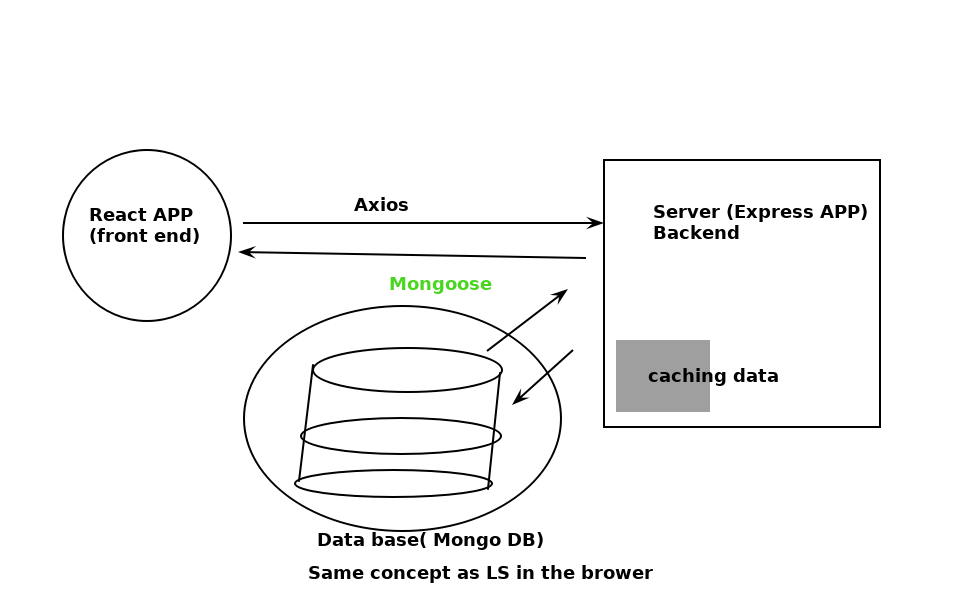 React APP
(front end)
Axios
Server (Express APP)
Backend
Mongoose
caching data
Data base( Mongo DB)
Same concept as LS in the brower